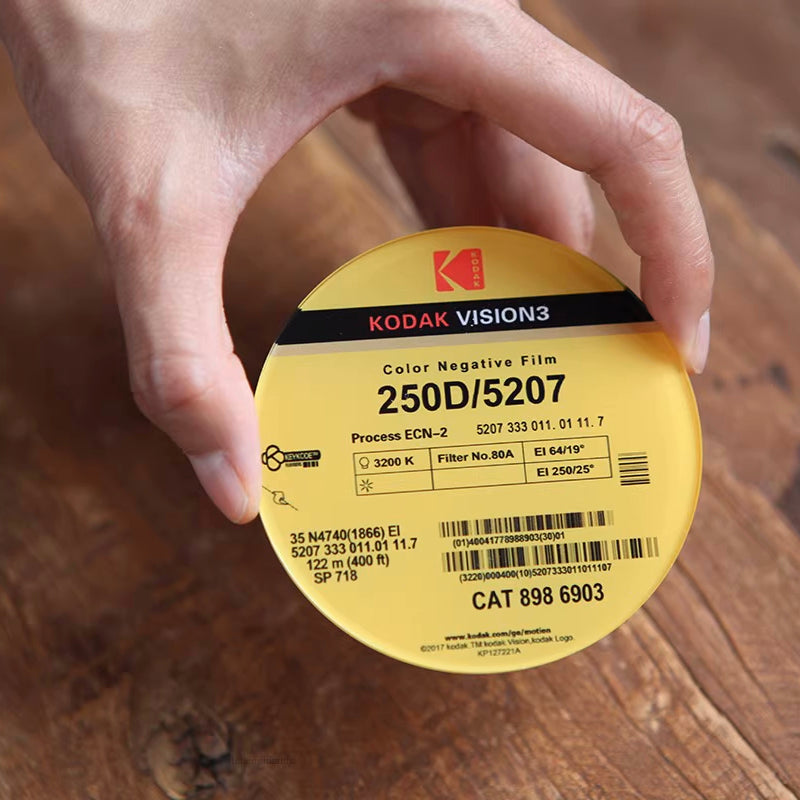 KODAK
KODAK VISION3
Color Negative Film
250D/5207
Process ECN-2 5207 333 011. 01 11. 7
3200 K Filter No.80A EI 64/19°
EI 250/25°
KEYKODE™
35 N4740(1866) EI
5207 333 011.01 11.7
122 m (400 ft)
SP 718
(01)40041778988903(30)01
(3220)000400(10)5207333011011107
CAT 898 6903
www.kodak.com/go/motien
©2017 kodak.TM:kodak.Vision,kodak Logo.
KP127221A